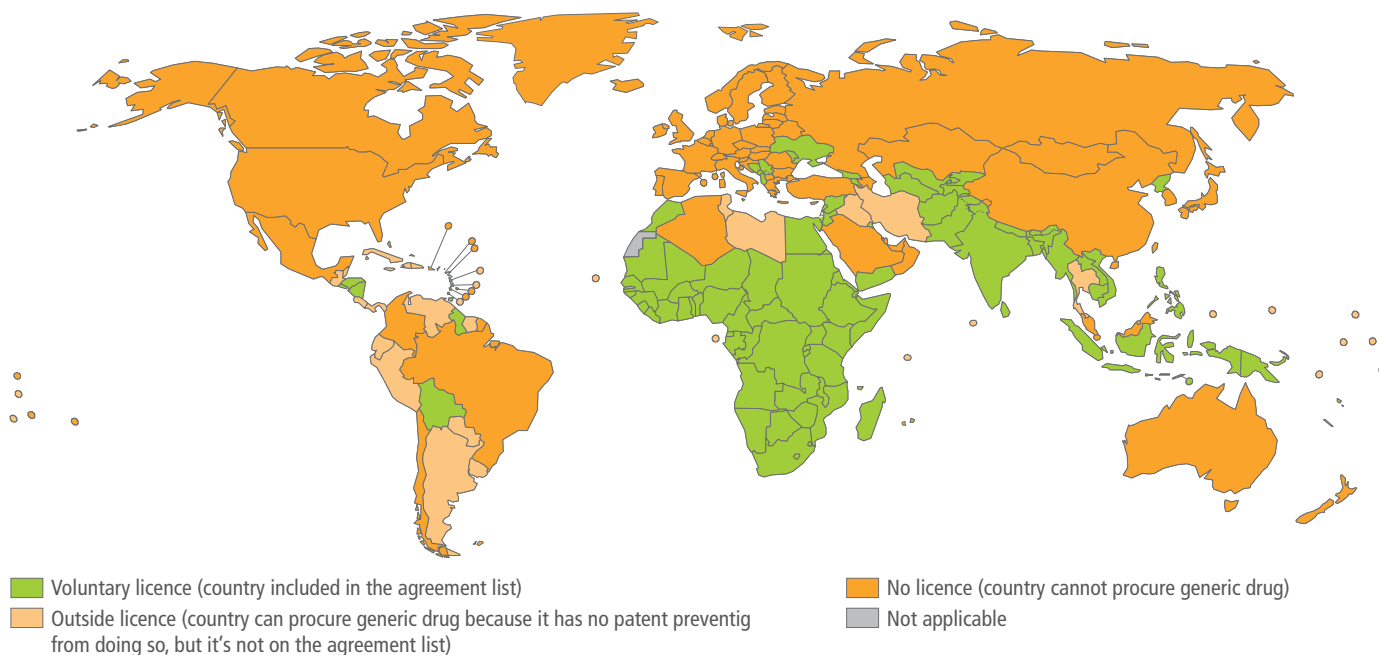 Voluntary licence (country included in the agreement list)
Outside licence (country can procure generic drug because it has no patent preventig
from doing so, but it's not on the agreement list)
No licence (country cannot procure generic drug)
Not applicable